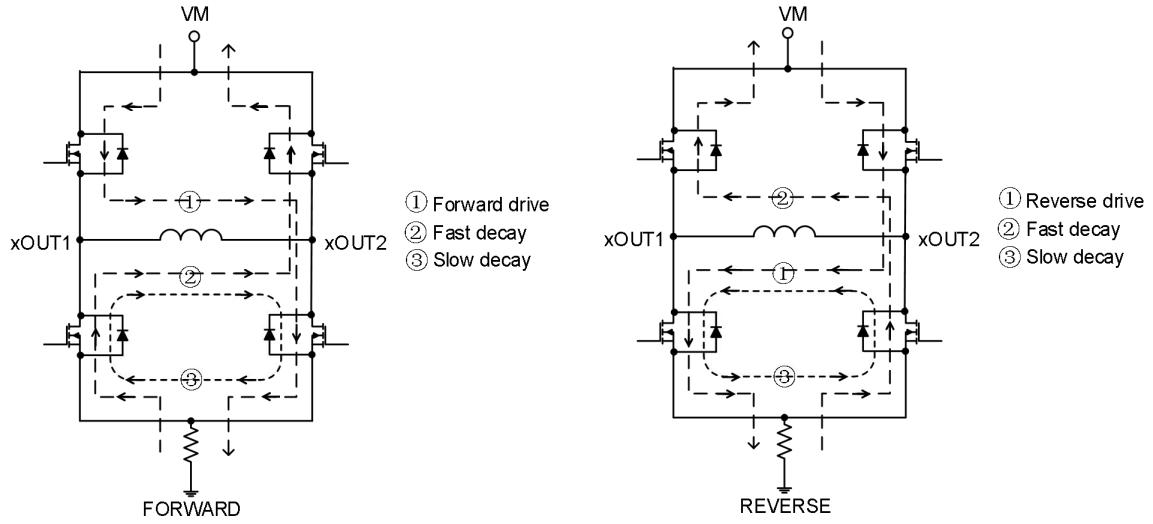 VM
①
xOUT1
xOUT2
②
③
FORWARD
① Forward drive
② Fast decay
③ Slow decay
VM
②
xOUT1
xOUT2
①
③
REVERSE
① Reverse drive
② Fast decay
③ Slow decay